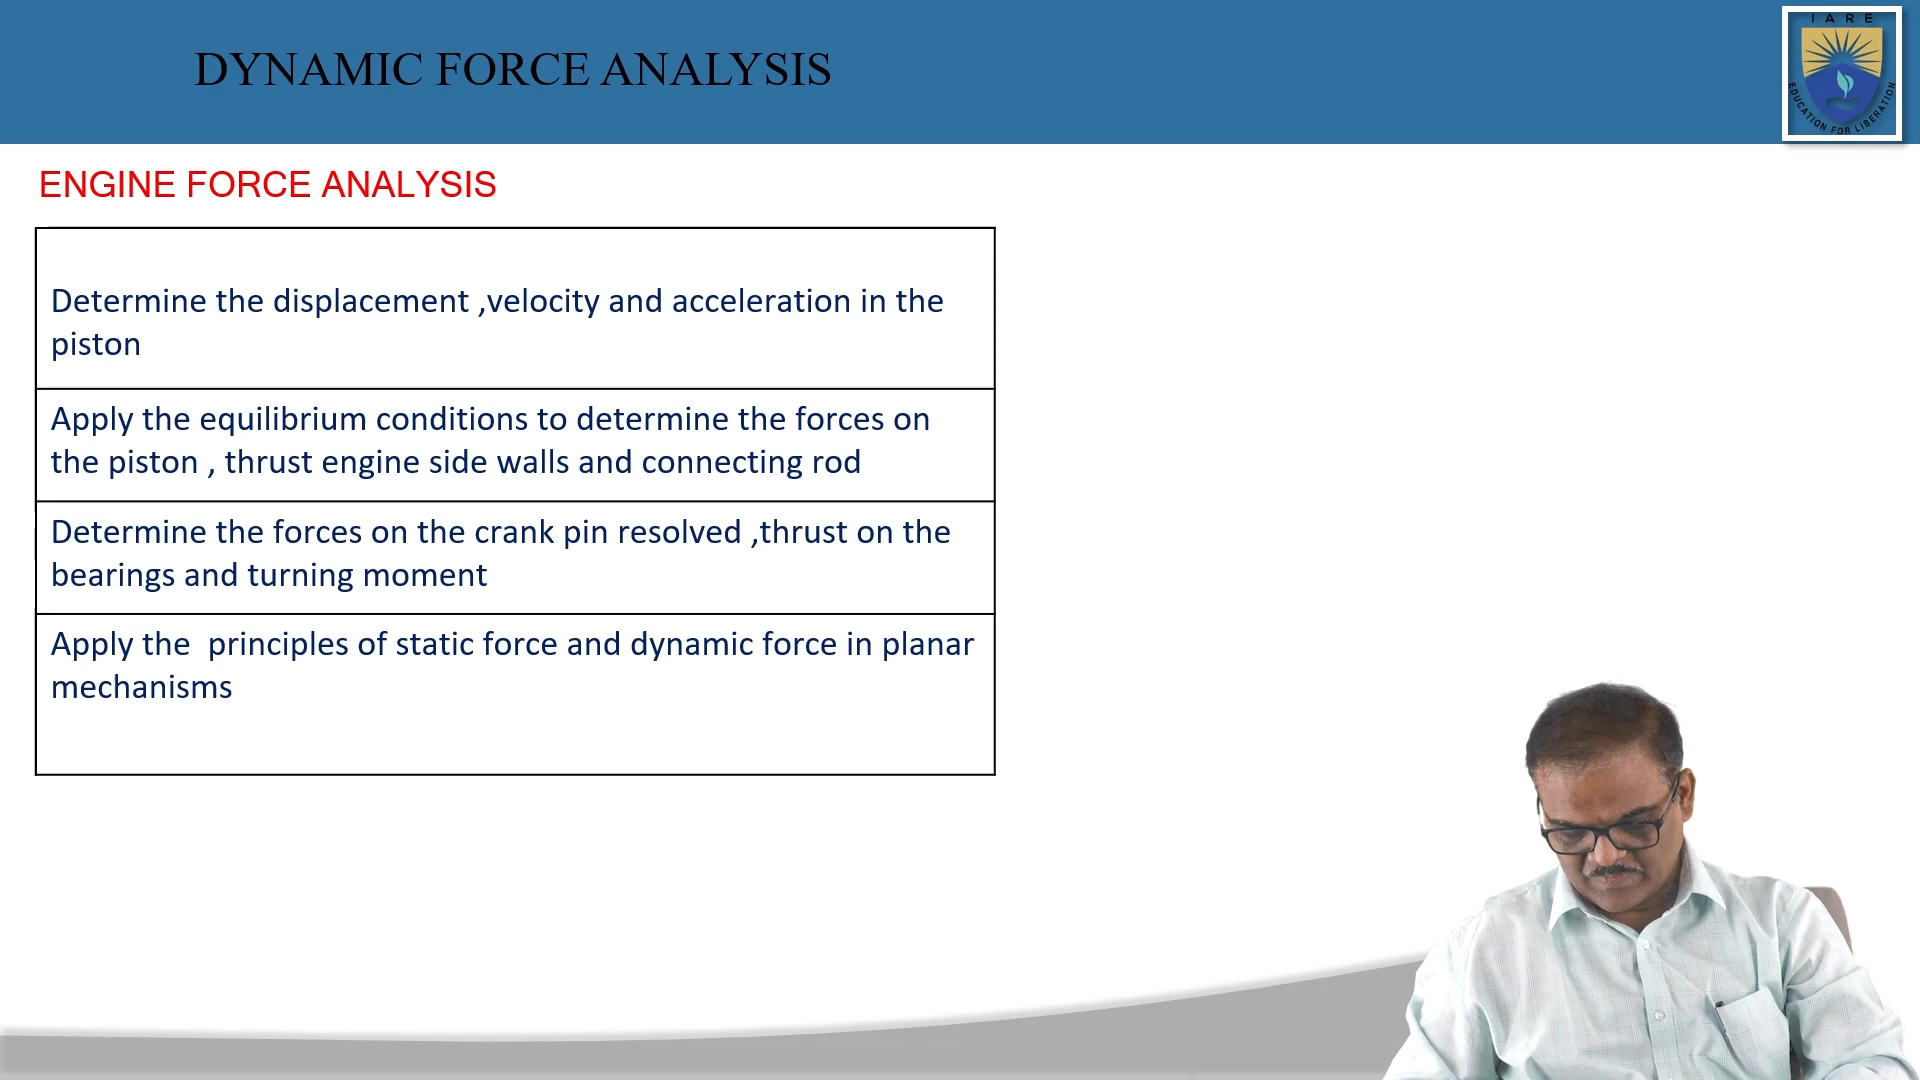 DYNAMIC FORCE ANALYSIS
I A R E
EDUCATION FOR LIBERATION
ENGINE FORCE ANALYSIS
Determine the displacement ,velocity and acceleration in the
piston
Apply the equilibrium conditions to determine the forces on
the piston , thrust engine side walls and connecting rod
Determine the forces on the crank pin resolved ,thrust on the
bearings and turning moment
Apply the  principles of static force and dynamic force in planar
mechanisms